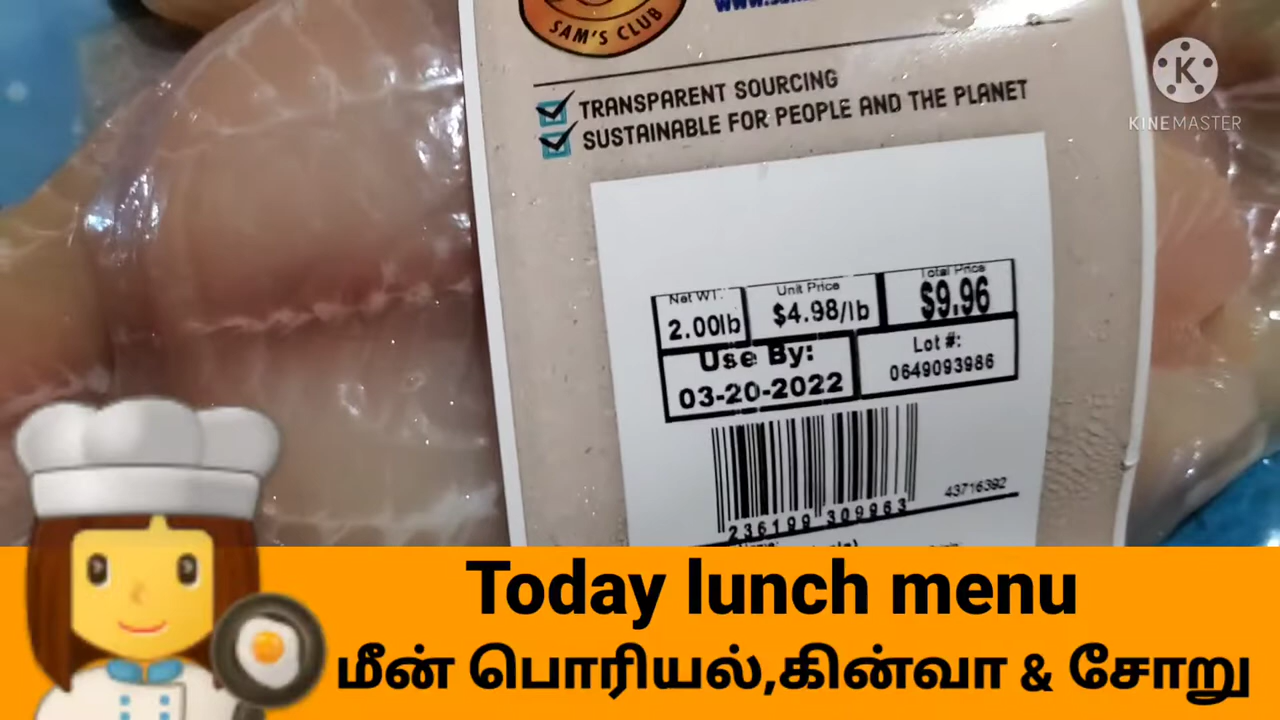 SAM'S CLUB
TRANSPARENT SOURCING
SUSTAINABLE FOR PEOPLE AND THE PLANET
KINEMASTER
Net WT: Unit Price Total Price
2.00lb $4.98/lb $9.96
Use By: Lot #:
03-20-2022 0649093986
43716392
236199 309963
Today lunch menu
மீன் பொரியல்,கின்வா & சோறு